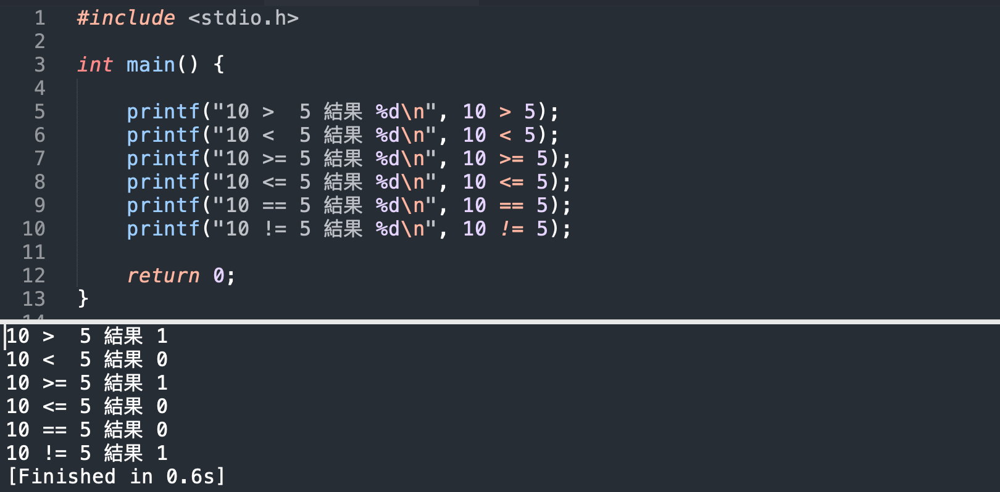 1 #include <stdio.h>
2
3 int main() {
4
5     printf("10 >  5 結果 %d\n", 10 > 5);
6     printf("10 <  5 結果 %d\n", 10 < 5);
7     printf("10 >= 5 結果 %d\n", 10 >= 5);
8     printf("10 <= 5 結果 %d\n", 10 <= 5);
9     printf("10 == 5 結果 %d\n", 10 == 5);
10     printf("10 != 5 結果 %d\n", 10 != 5);
11
12     return 0;
13 }
14
10 >  5 結果 1
10 <  5 結果 0
10 >= 5 結果 1
10 <= 5 結果 0
10 == 5 結果 0
10 != 5 結果 1
[Finished in 0.6s]